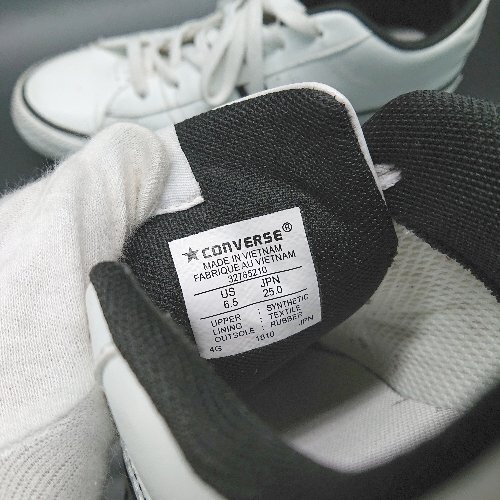 ★CONVERSE®
MADE IN VIETNAM
FABRIQUE AU VIETNAM
32765210
US JPN
6.5 25.0
UPPER : SYNTHETIC
LINING : TEXTILE
OUTSOLE : RUBBER
4G 1810 JPN